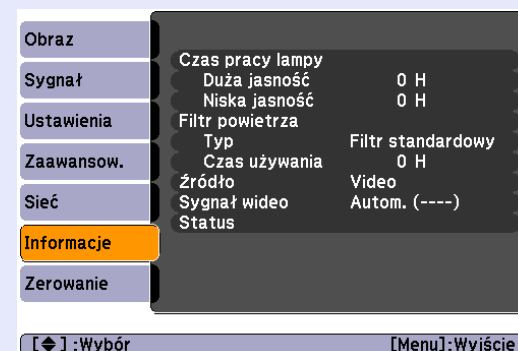 Obraz
Sygnał
Ustawienia
Zaawansow.
Sieć
Informacje
Zerowanie
Czas pracy lampy
Duża jasność 0 H
Niska jasność 0 H
Filtr powietrza
Typ Filtr standardowy
Czas używania 0 H
Źródło Video
Sygnał wideo Autom. (----)
Status
[◆] :Wybór [Menu]:Wyjście